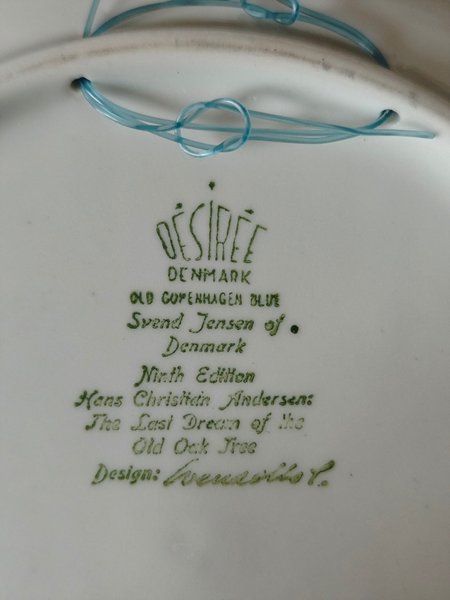 DÉSIRÉE
DENMARK
OLD COPENHAGEN BLUE
Svend Jensen of
Denmark
Ninth Edition
Hans Christian Andersen:
The Last Dream of the
Old Oak Tree
Design: